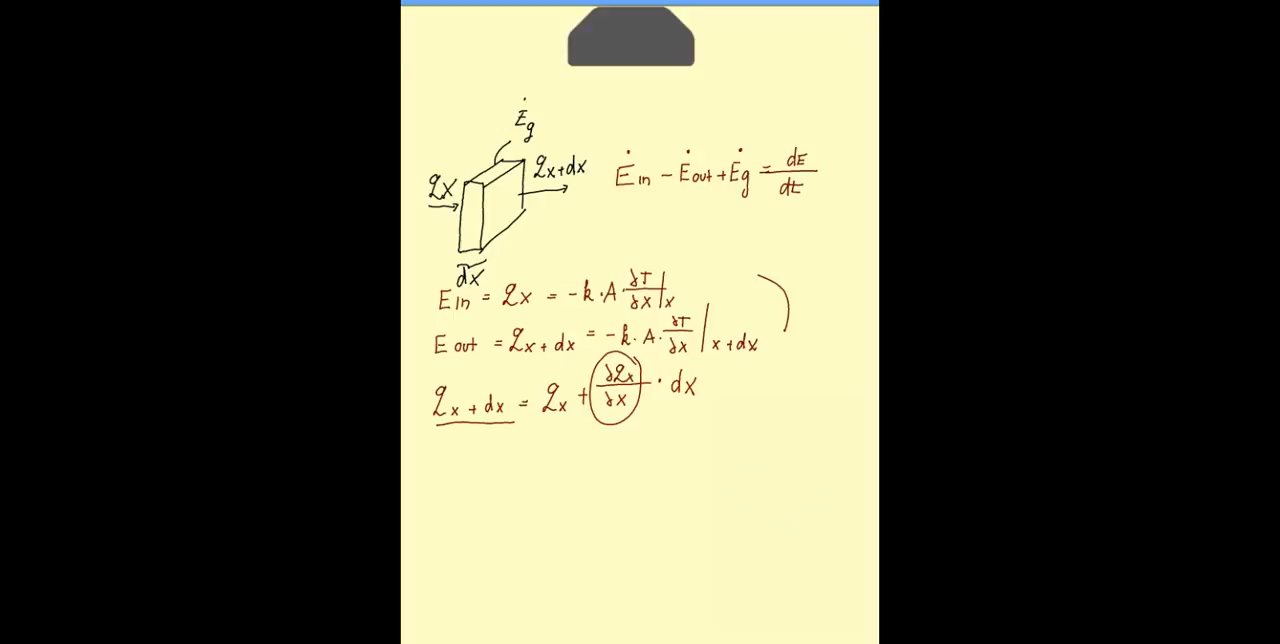 Ėg
qx
qx+dx
dx
Ėin − Ėout + Ėg = dE/dt
Ein = qx = −k·A·∂T/∂x|x
Eout = qx+dx = −k·A·∂T/∂x|x+dx
qx+dx = qx + ∂qx/∂x · dx